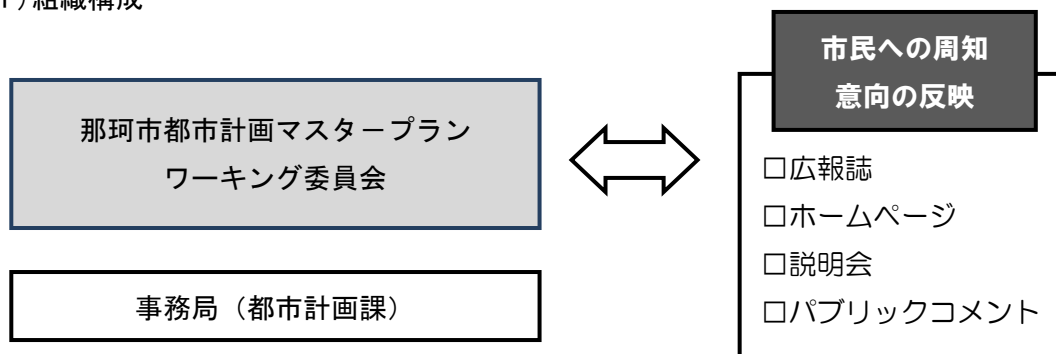 1)組織構成
那珂市都市計画マスタープラン
ワーキング委員会
事務局（都市計画課）
市民への周知
意向の反映
□広報誌
□ホームページ
□説明会
□パブリックコメント